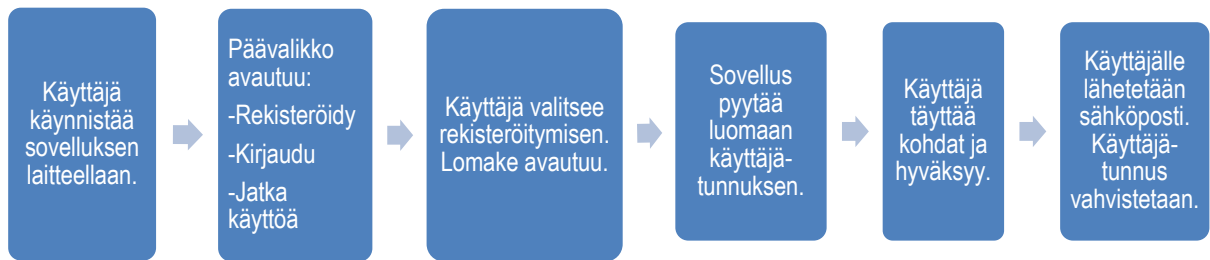 Käyttäjä
käynnistää
sovelluksen
laitteellaan.
Päävalikko
avautuu:
-Rekisteröidy
-Kirjaudu
-Jatka
käyttöä
Käyttäjä valitsee
rekisteröitymisen.
Lomake avautuu.
Sovellus
pyytää
luomaan
käyttäjä-
tunnuksen.
Käyttäjä
täyttää
kohdat ja
hyväksyy.
Käyttäjälle
lähetetään
sähköposti.
Käyttäjä-
tunnus
vahvistetaan.